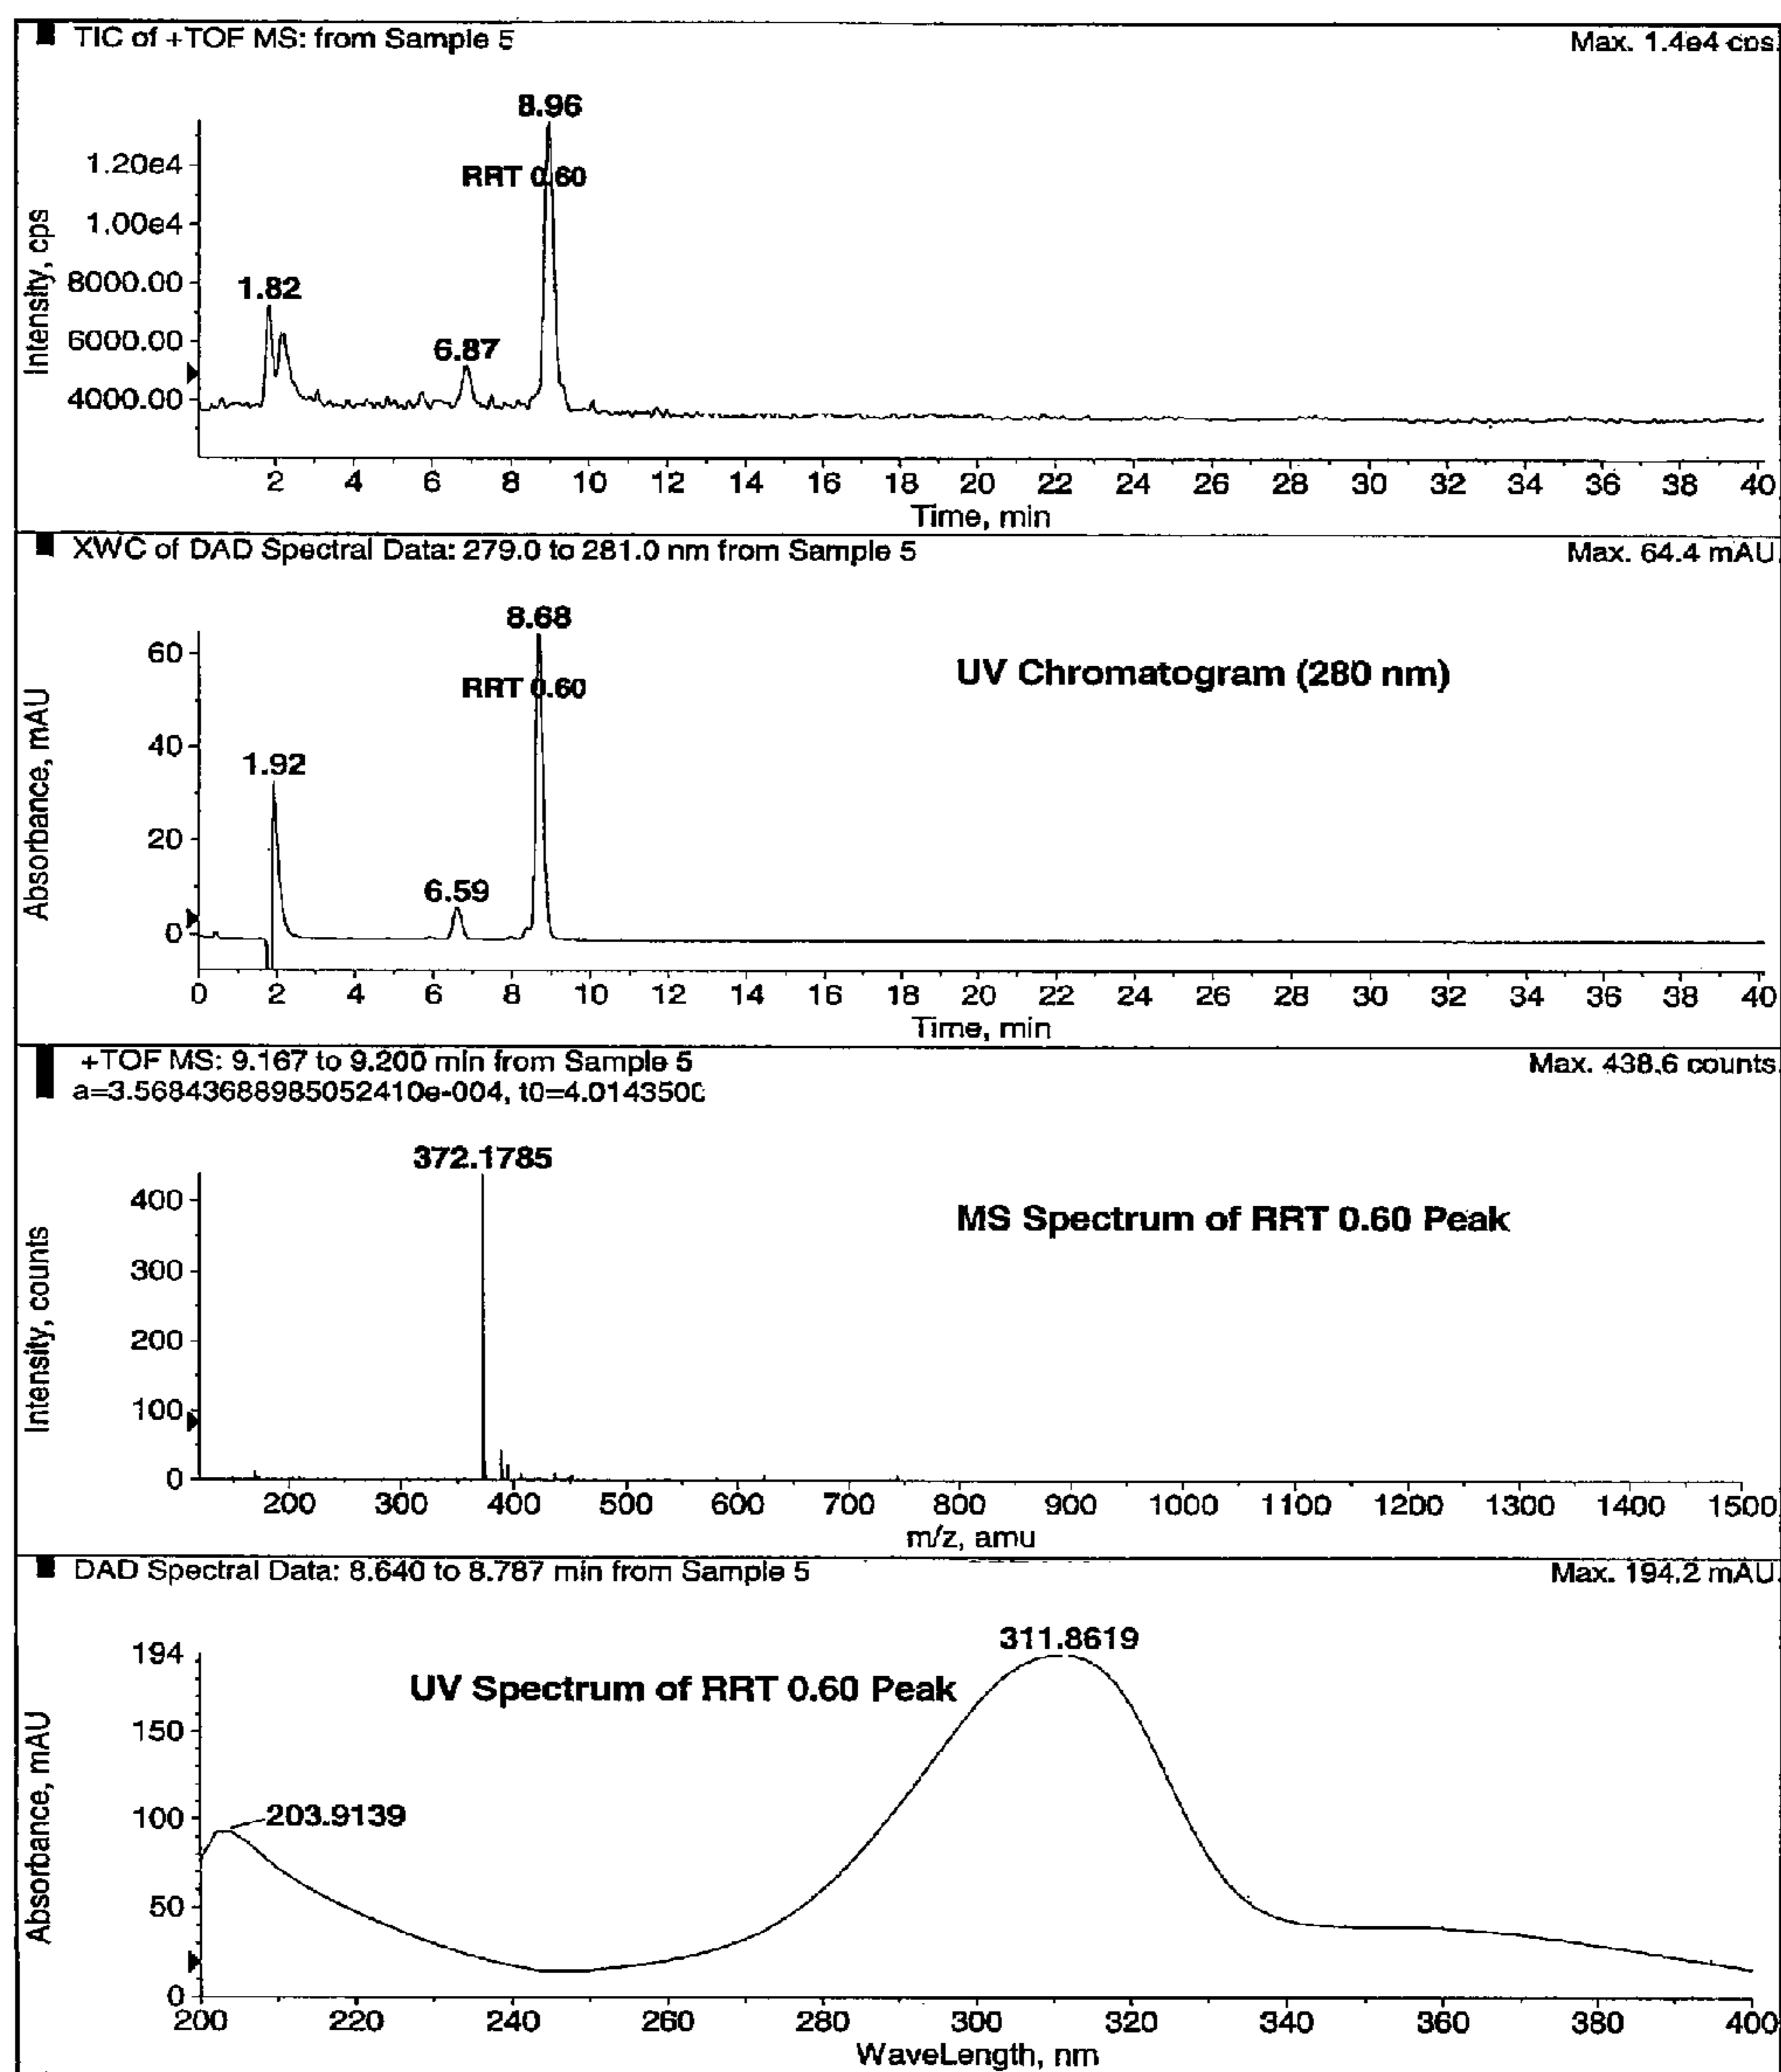 TIC of +TOF MS: from Sample 5
Max. 1.4e4 cps.
8.96
RRT 0.60
1.20e4
1.00e4
8000.00
6000.00
4000.00
1.82
6.87
Intensity, cps
2 4 6 8 10 12 14 16 18 20 22 24 26 28 30 32 34 36 38 40
Time, min
XWC of DAD Spectral Data: 279.0 to 281.0 nm from Sample 5
Max. 64.4 mAU.
8.68
RRT 0.60
UV Chromatogram (280 nm)
60
40
20
0
1.92
6.59
Absorbance, mAU
0 2 4 6 8 10 12 14 16 18 20 22 24 26 28 30 32 34 36 38 40
Time, min
+TOF MS: 9.167 to 9.200 min from Sample 5
Max. 438.6 counts.
a=3.56843688985052410e-004, t0=4.0143500
372.1785
MS Spectrum of RRT 0.60 Peak
400
300
200
100
0
Intensity, counts
200 300 400 500 600 700 800 900 1000 1100 1200 1300 1400 1500
m/z, amu
DAD Spectral Data: 8.640 to 8.787 min from Sample 5
Max. 194.2 mAU.
311.8619
UV Spectrum of RRT 0.60 Peak
194
150
100
50
0
203.9139
Absorbance, mAU
200 220 240 260 280 300 320 340 360 380 400
WaveLength, nm